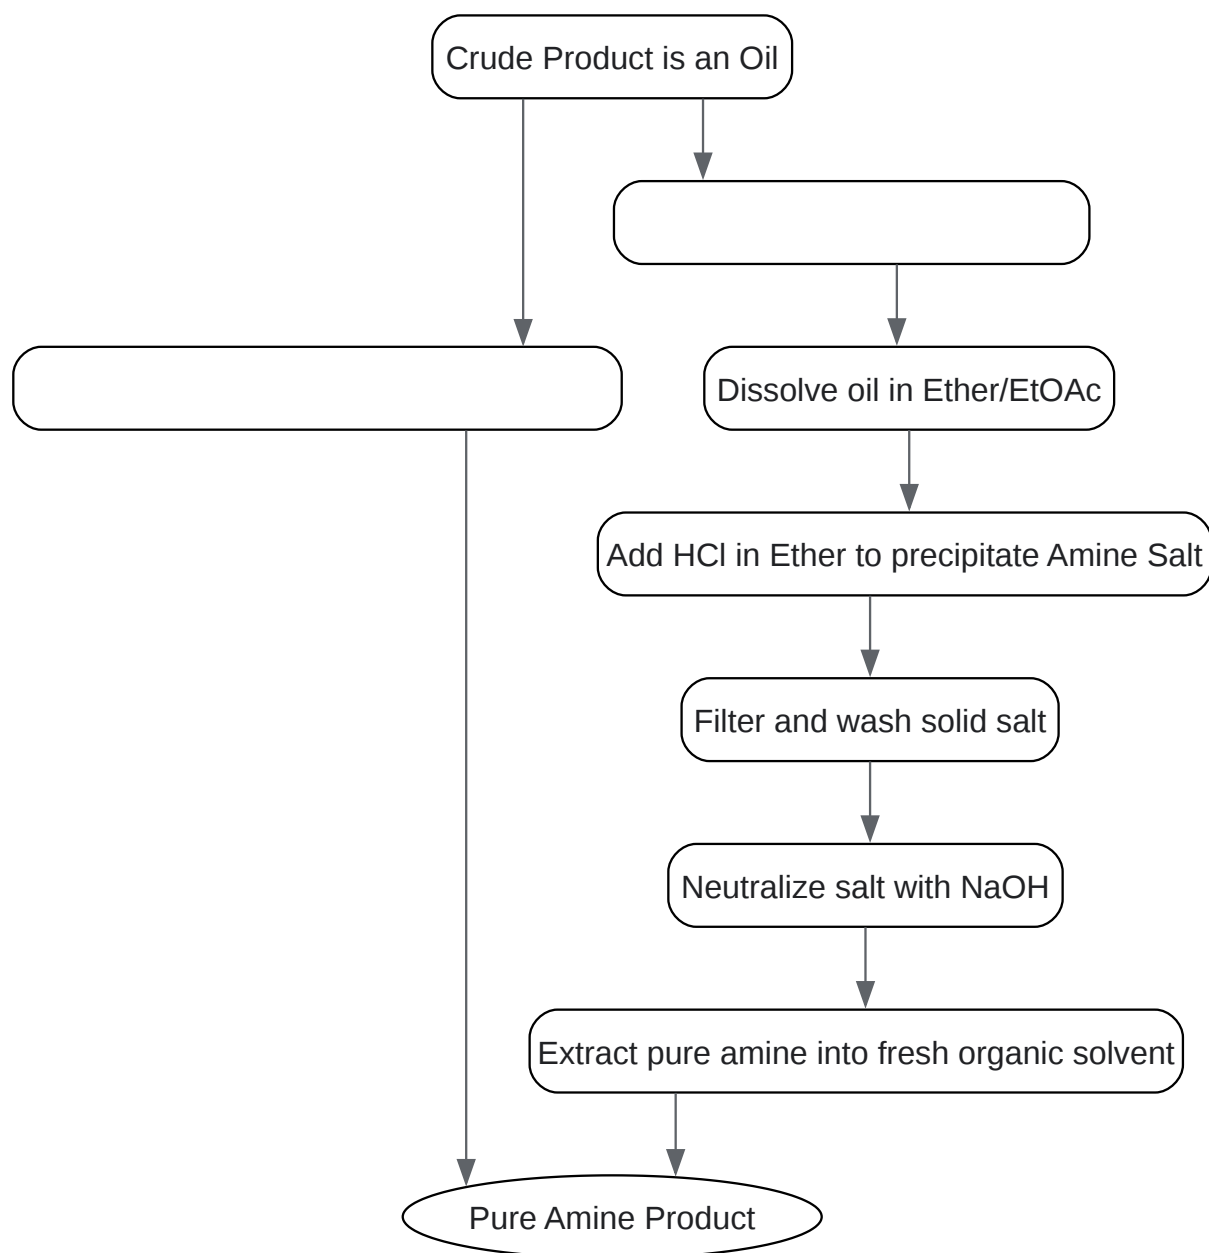 Crude Product is an Oil
Dissolve oil in Ether/EtOAc
Add HCl in Ether to precipitate Amine Salt
Filter and wash solid salt
Neutralize salt with NaOH
Extract pure amine into fresh organic solvent
Pure Amine Product